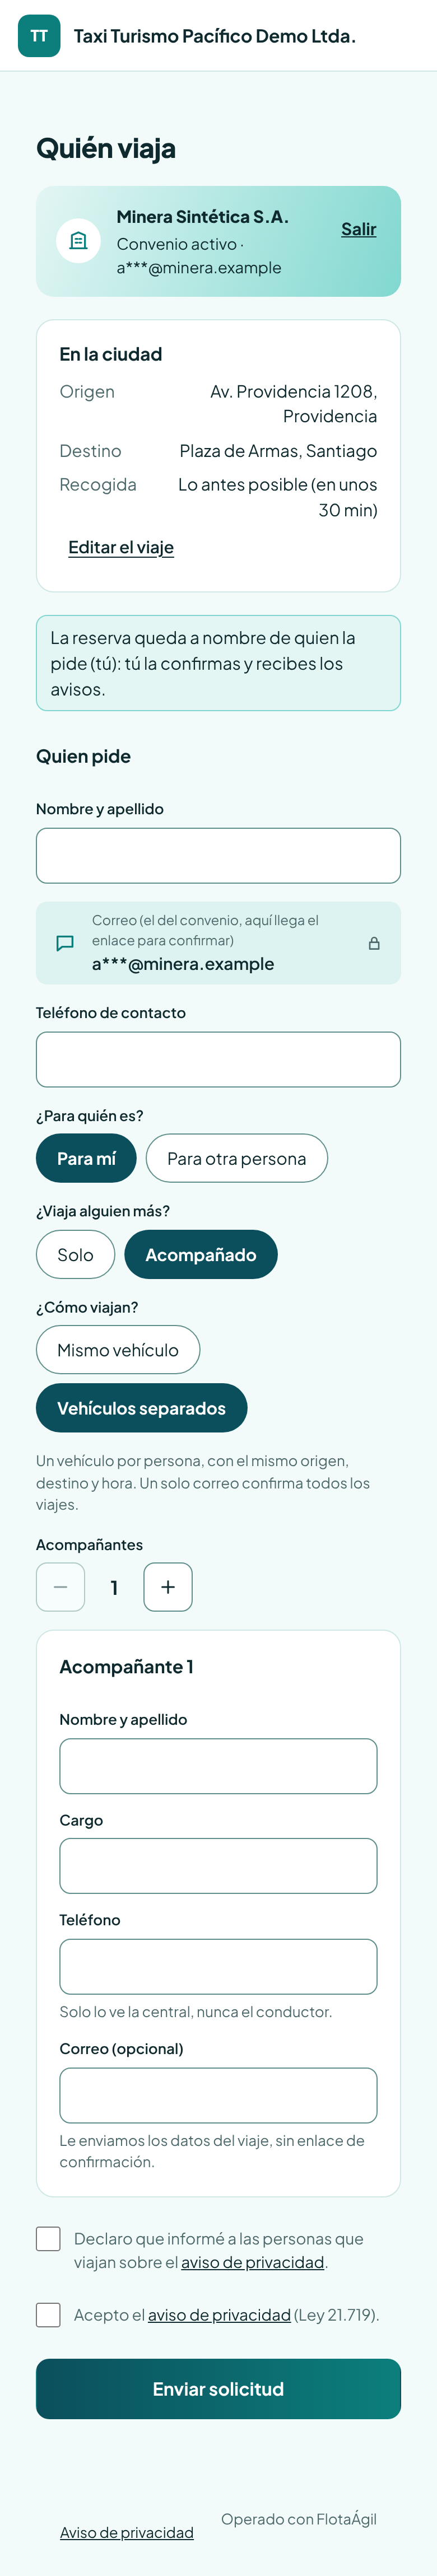 TT
Taxi Turismo Pacífico Demo Ltda.
Quién viaja
Minera Sintética S.A.
Salir
Convenio activo ·
a***@minera.example
En la ciudad
Origen
Av. Providencia 1208,
Providencia
Destino
Plaza de Armas, Santiago
Recogida
Lo antes posible (en unos
30 min)
Editar el viaje
La reserva queda a nombre de quien la
pide (tú): tú la confirmas y recibes los
avisos.
Quien pide
Nombre y apellido
Correo (el del convenio, aquí llega el
enlace para confirmar)
a***@minera.example
Teléfono de contacto
¿Para quién es?
Para mí
Para otra persona
¿Viaja alguien más?
Solo
Acompañado
¿Cómo viajan?
Mismo vehículo
Vehículos separados
Un vehículo por persona, con el mismo origen,
destino y hora. Un solo correo confirma todos los
viajes.
Acompañantes
− 1 +
Acompañante 1
Nombre y apellido
Cargo
Teléfono
Solo lo ve la central, nunca el conductor.
Correo (opcional)
Le enviamos los datos del viaje, sin enlace de
confirmación.
Declaro que informé a las personas que
viajan sobre el aviso de privacidad.
Acepto el aviso de privacidad (Ley 21.719).
Enviar solicitud
Operado con FlotaÁgil
Aviso de privacidad